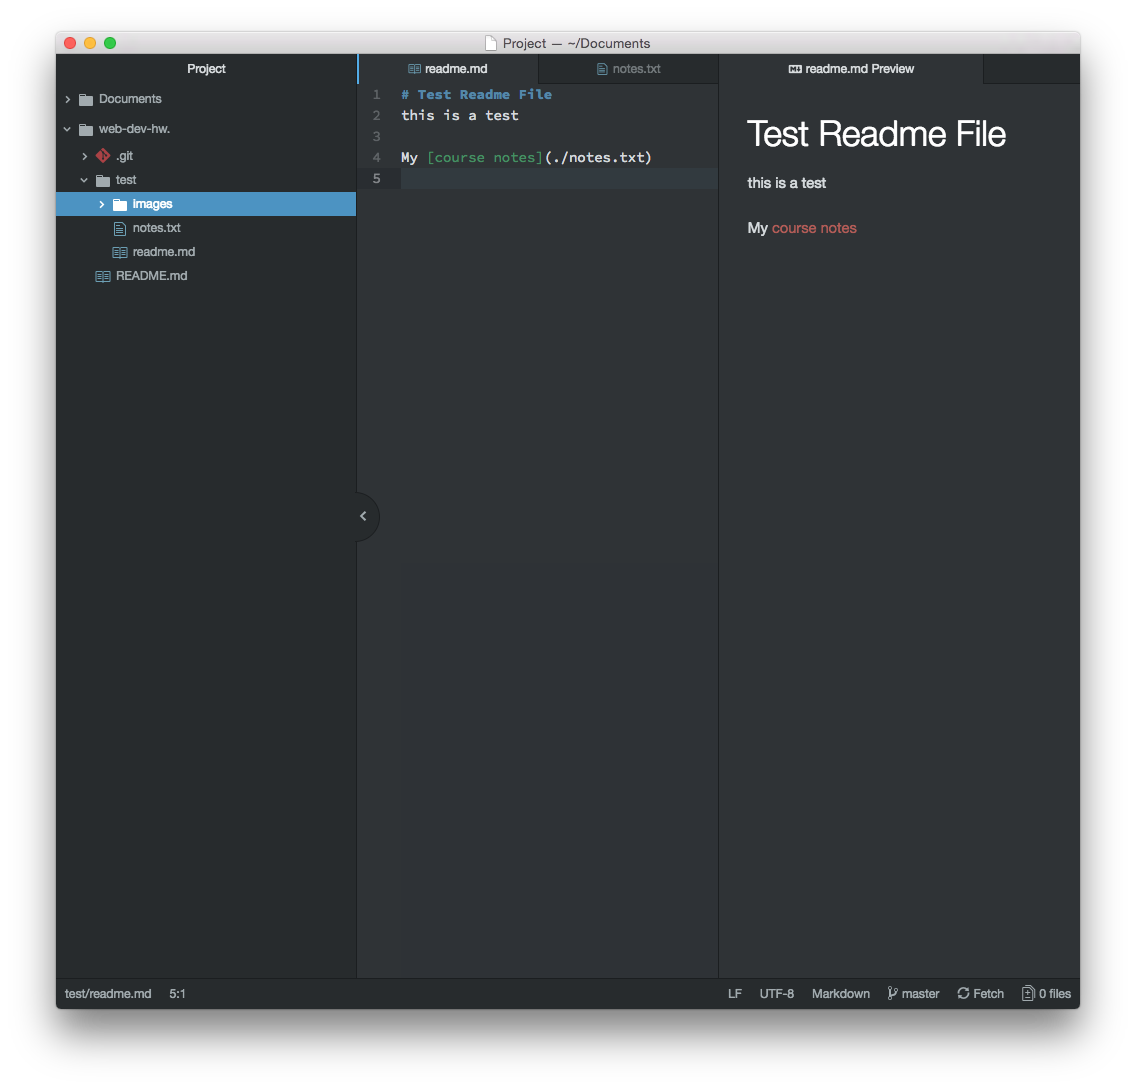 Project — ~/Documents
Project
Documents
web-dev-hw.
.git
test
images
notes.txt
readme.md
README.md
readme.md
notes.txt
1 # Test Readme File
2 this is a test
3
4 My [course notes](./notes.txt)
5
readme.md Preview
Test Readme File
this is a test
My course notes
test/readme.md 5:1
LF UTF-8 Markdown master Fetch 0 files